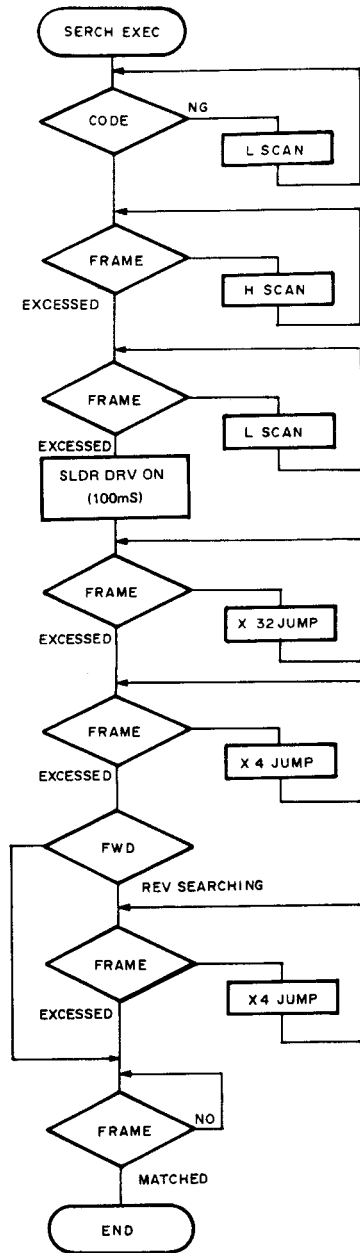 SERCH EXEC
CODE
NG
L SCAN
FRAME
H SCAN
EXCESSED
FRAME
L SCAN
EXCESSED
SLDR DRV ON
(100mS)
FRAME
X 32 JUMP
EXCESSED
FRAME
X 4 JUMP
EXCESSED
FWD
REV SEARCHING
FRAME
X4 JUMP
EXCESSED
FRAME
NO
MATCHED
END